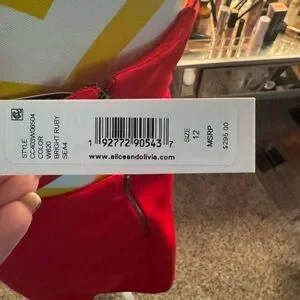 STYLE
CC403W06504
COLOR
W620
BRIGHT RUBY
SEA4
1 92772 90543 7
www.aliceandolivia.com
SIZE
12
MSRP
$295.00